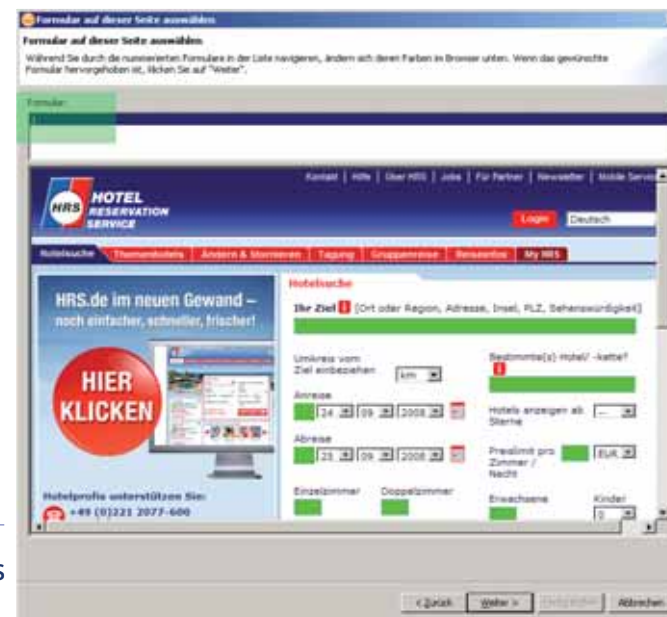 Formular auf dieser Seite auswählen
Formular auf dieser Seite auswählen
Während Sie durch die nummerierten Formulare in der Liste navigieren, ändern sich deren Farben im Browser unten. Wenn das gewünschte
Formular hervorgehoben ist, klicken Sie auf "Weiter".
Formular:
Kontakt | Hilfe | Über HRS | Jobs | Für Partner | Newsletter | Mobile Service
HRS HOTEL
RESERVATION
SERVICE
Login Deutsch
Hotelsuche Themenhotels Ändern & Stornieren Tagung Gruppenreise Reiseinfos My HRS
HRS.de im neuen Gewand –
noch einfacher, schneller, frischer!
HIER
KLICKEN
Hotelprofis unterstützen Sie:
+49 (0)221 2077-600
Hotelsuche
Ihr Ziel i (Ort oder Region, Adresse, Insel, PLZ, Sehenswürdigkeit)
Umkreis vom
Ziel einbeziehen km
Bestimmte(s) Hotel/ -kette?
i
Anreise
24 09 2008
Hotels anzeigen ab -- 
Sterne
Abreise
25 09 2008
Preislimit pro EUR
Zimmer /
Nacht
Einzelzimmer Doppelzimmer
Erwachsene Kinder
0
s
< Zurück Weiter > Abbrechen